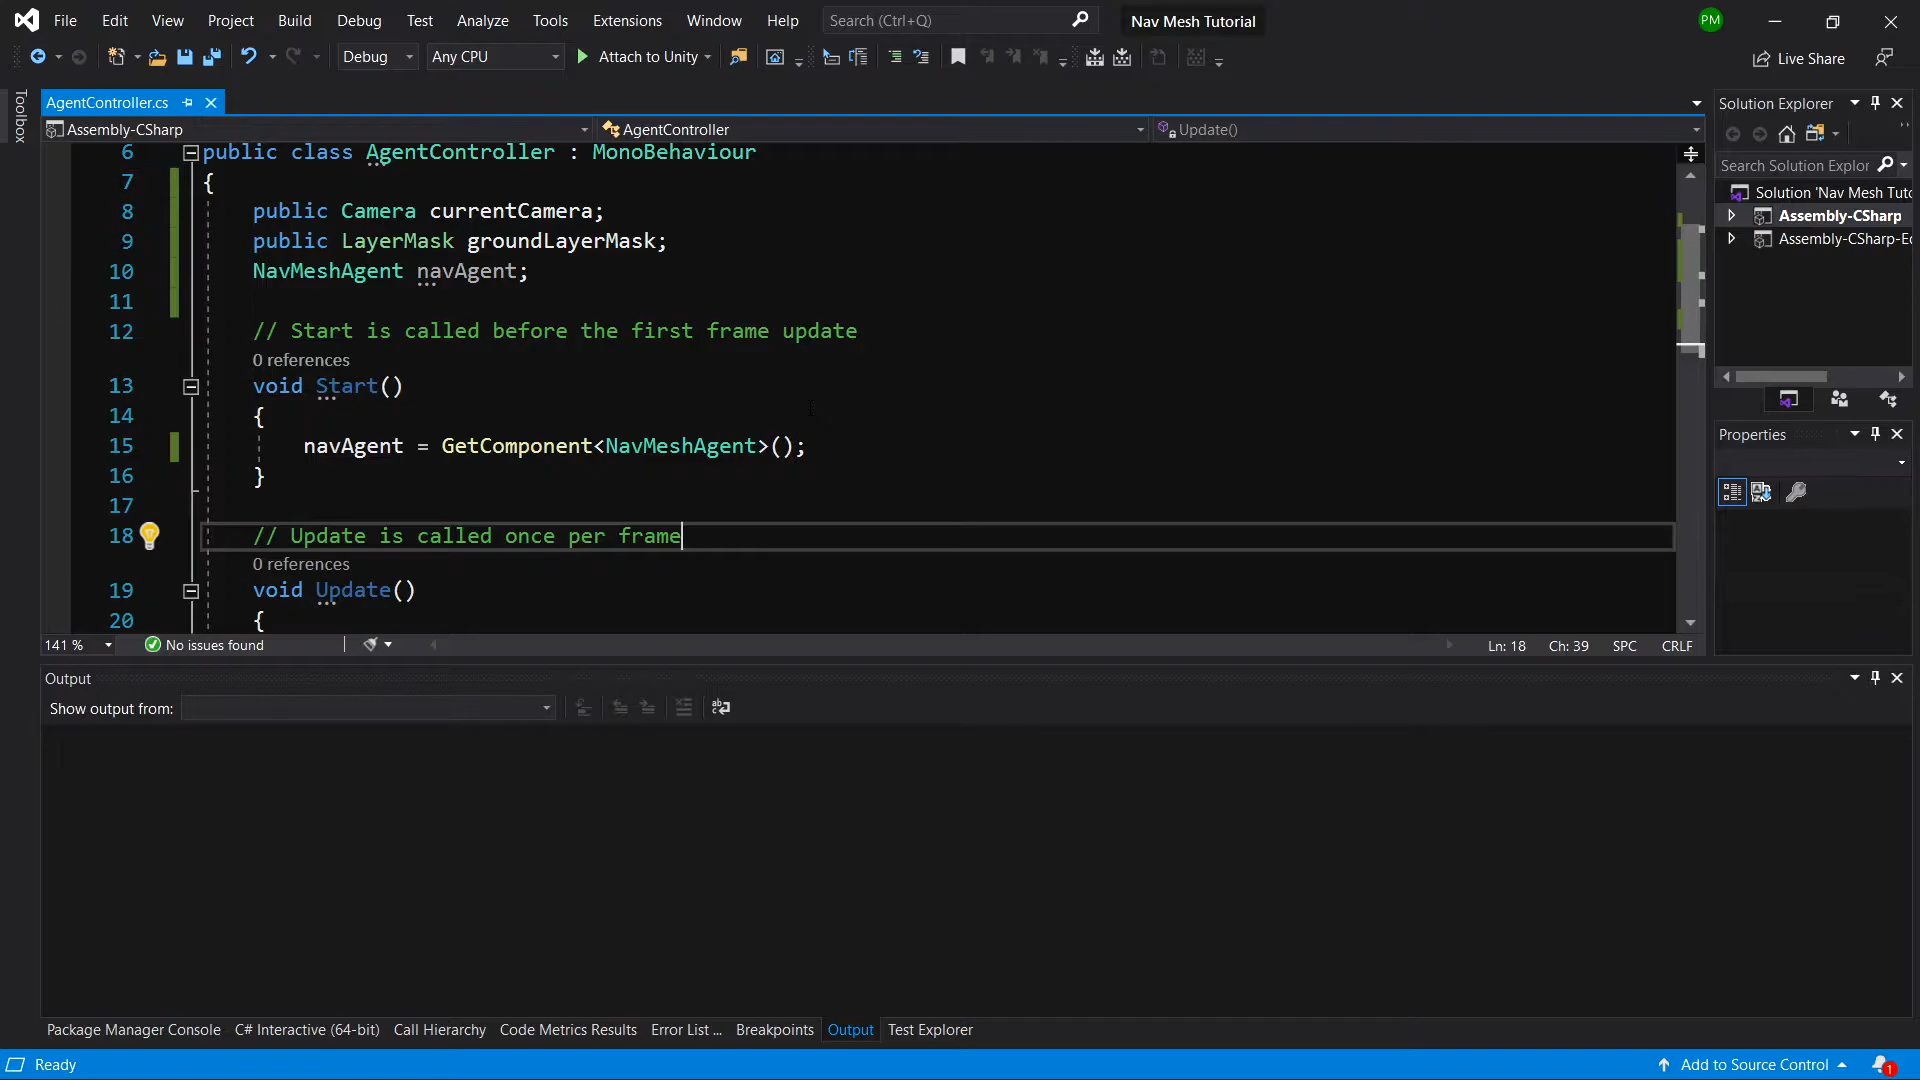 File Edit View Project Build Debug Test Analyze Tools Extensions Window Help Search (Ctrl+Q) Nav Mesh Tutorial PM
Debug Any CPU Attach to Unity Live Share
Toolbox
AgentController.cs
Assembly-CSharp AgentController Update()
6 public class AgentController : MonoBehaviour
7 {
8 public Camera currentCamera;
9 public LayerMask groundLayerMask;
10 NavMeshAgent navAgent;
11
12 // Start is called before the first frame update
0 references
13 void Start()
14 {
15 navAgent = GetComponent<NavMeshAgent>();
16 }
17
18 // Update is called once per frame
0 references
19 void Update()
20 {
141 % No issues found Ln: 18 Ch: 39 SPC CRLF
Solution Explorer
Search Solution Explor
Solution 'Nav Mesh Tuto
Assembly-CSharp
Assembly-CSharp-Ec
Properties
Output
Show output from:
Package Manager Console C# Interactive (64-bit) Call Hierarchy Code Metrics Results Error List ... Breakpoints Output Test Explorer
Ready Add to Source Control 1